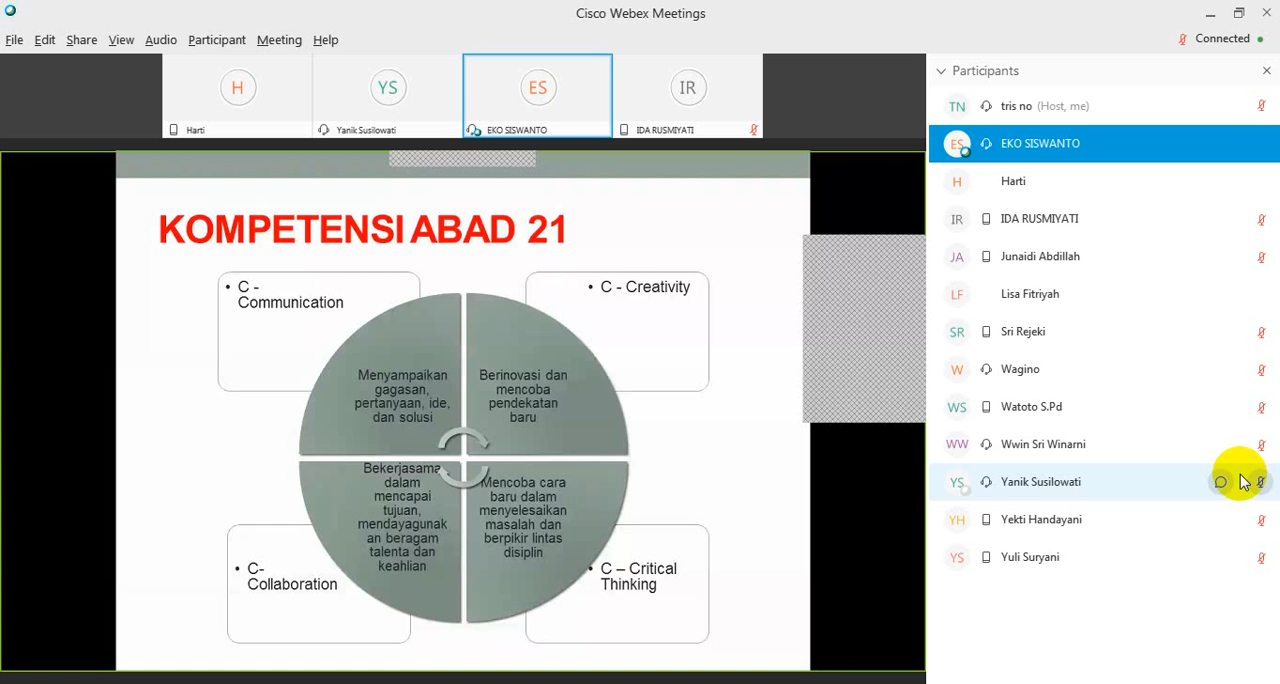 Cisco Webex Meetings
File Edit Share View Audio Participant Meeting Help
Connected
H
Harti
YS
Yanik Susilowati
ES
EKO SISWANTO
IR
IDA RUSMIYATI
KOMPETENSI ABAD 21
• C -
Communication
• C - Creativity
Menyampaikan
gagasan,
pertanyaan, ide,
dan solusi
Berinovasi dan
mencoba
pendekatan
baru
Bekerjasama
dalam
mencapai
tujuan,
mendayagunak
an beragam
talenta dan
keahlian
Mencoba cara
baru dalam
menyelesaikan
masalah dan
berpikir lintas
disiplin
• C-
Collaboration
• C – Critical
Thinking
Participants
TN tris no (Host, me)
ES EKO SISWANTO
H Harti
IR IDA RUSMIYATI
JA Junaidi Abdillah
LF Lisa Fitriyah
SR Sri Rejeki
W Wagino
WS Watoto S.Pd
WW Wwin Sri Winarni
YS Yanik Susilowati
YH Yekti Handayani
YS Yuli Suryani